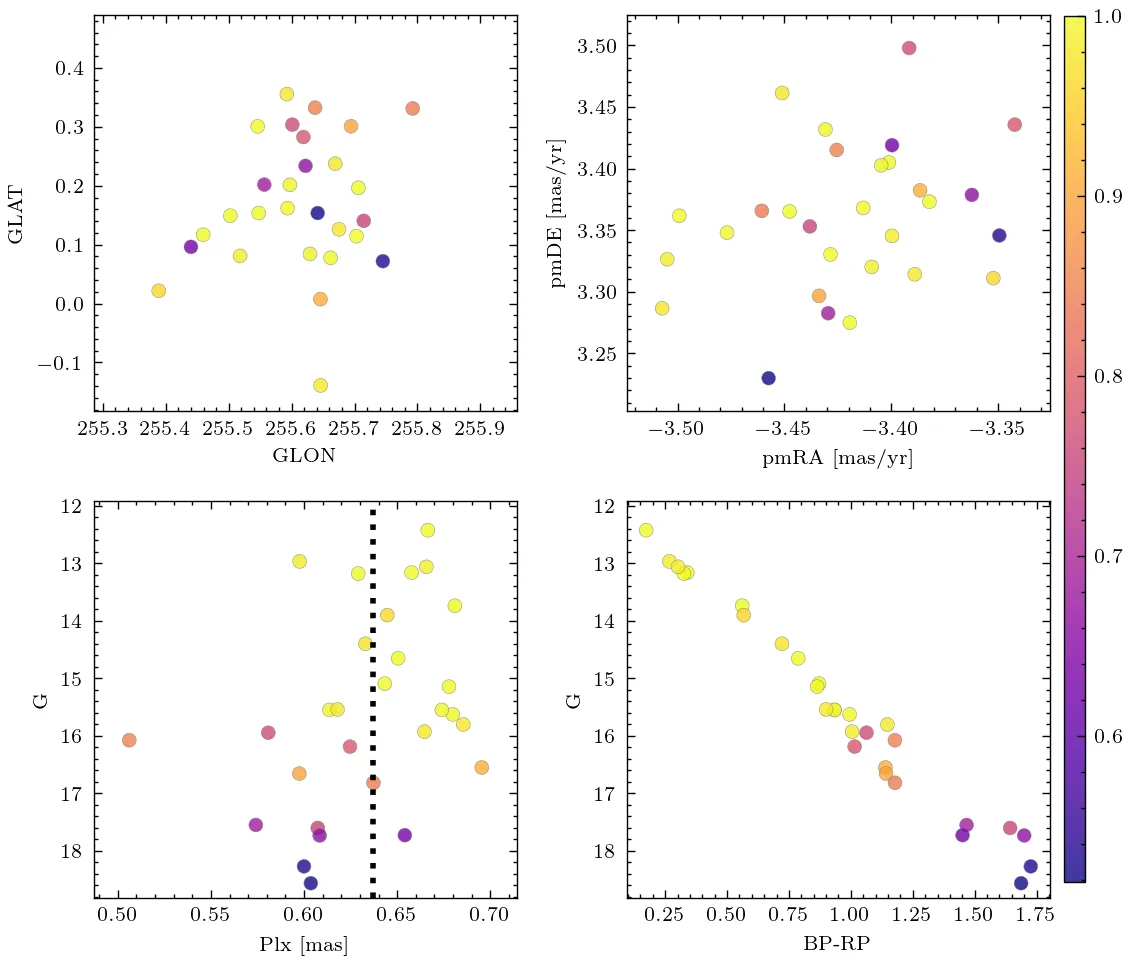 0.4
0.3
0.2
0.1
0.0
−0.1
GLAT
255.3 255.4 255.5 255.6 255.7 255.8 255.9
GLON
3.50
3.45
3.40
3.35
3.30
3.25
pmDE [mas/yr]
−3.50 −3.45 −3.40 −3.35
pmRA [mas/yr]
1.0
0.9
0.8
0.7
0.6
12
13
14
15
16
17
18
G
0.50 0.55 0.60 0.65 0.70
Plx [mas]
12
13
14
15
16
17
18
G
0.25 0.50 0.75 1.00 1.25 1.50 1.75
BP-RP